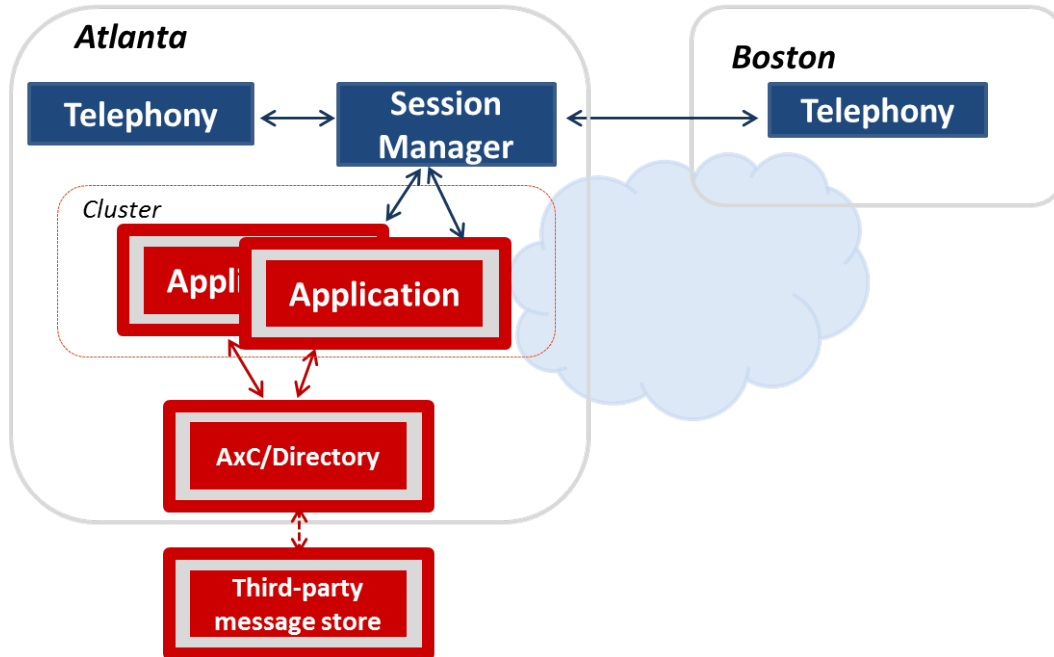 Atlanta
Boston
Telephony
Session
Manager
Telephony
Cluster
Appli
Application
AxC/Directory
Third-party
message store